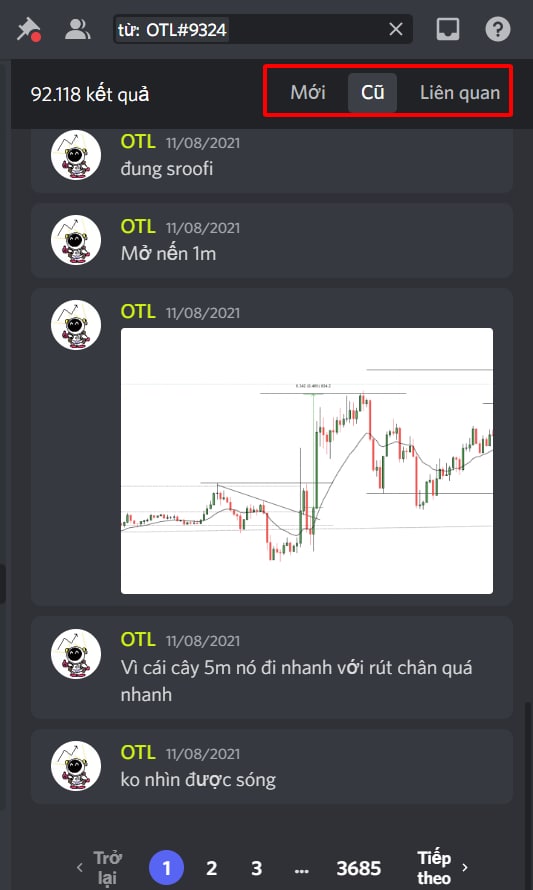 từ: OTL#9324
92.118 kết quả
Mới
Cũ
Liên quan
OTL 11/08/2021
đung sroofi
OTL 11/08/2021
Mở nến 1m
OTL 11/08/2021
OTL 11/08/2021
Vì cái cây 5m nó đi nhanh với rút chân quá
nhanh
OTL 11/08/2021
ko nhìn được sóng
Trở
lại
1 2 3 ... 3685
Tiếp
theo